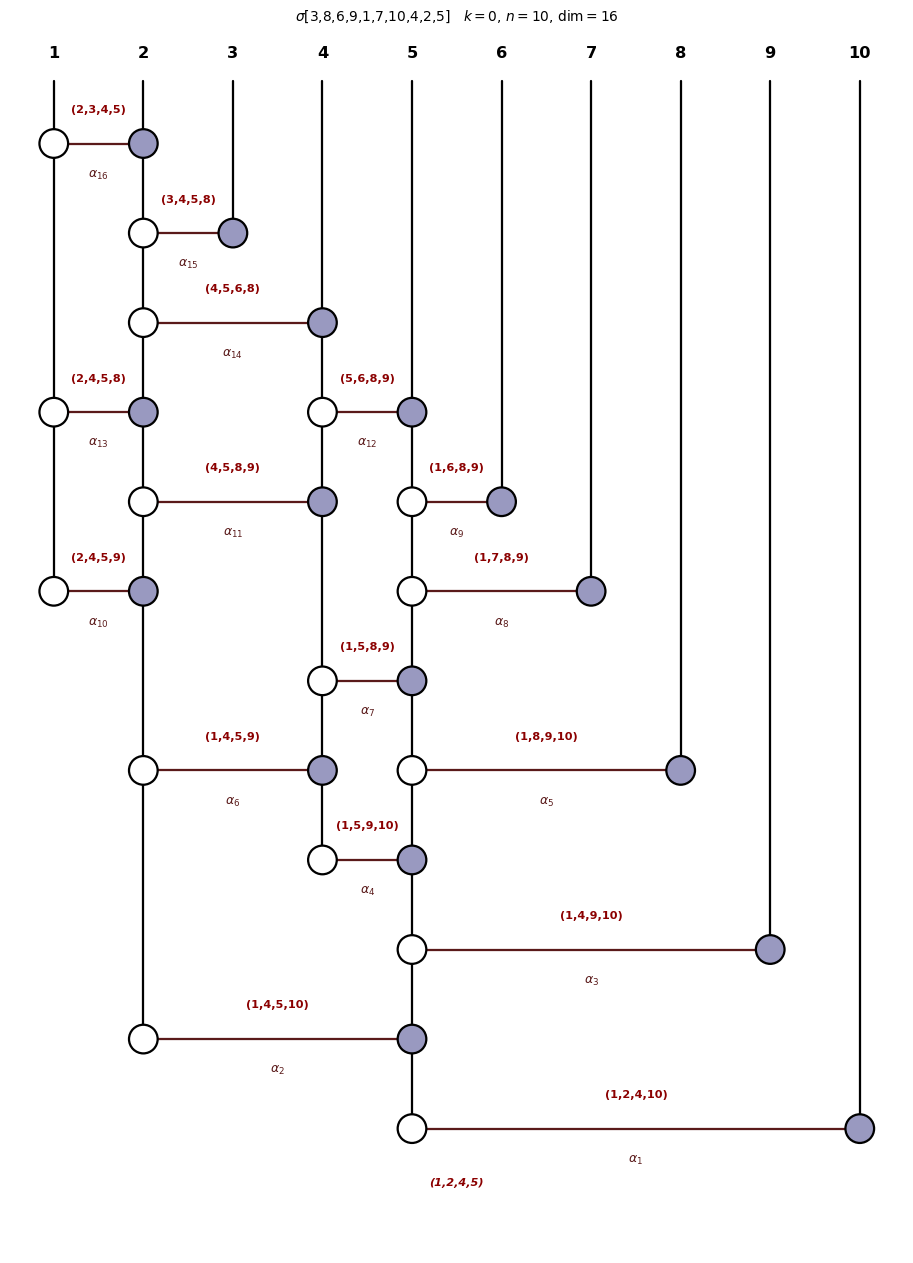 σ[3,8,6,9,1,7,10,4,2,5] k=0, n=10, dim=16
1 2 3 4 5 6 7 8 9 10
(2,3,4,5)
α₁₆
(3,4,5,8)
α₁₅
(4,5,6,8)
α₁₄
(2,4,5,8) (5,6,8,9)
α₁₃ α₁₂
(4,5,8,9) (1,6,8,9)
α₁₁ α₉
(2,4,5,9) (1,7,8,9)
α₁₀ α₈
(1,5,8,9)
α₇
(1,4,5,9) (1,8,9,10)
α₆ α₅
(1,5,9,10)
α₄
(1,4,9,10)
α₃
(1,4,5,10)
α₂
(1,2,4,10)
α₁
(1,2,4,5)